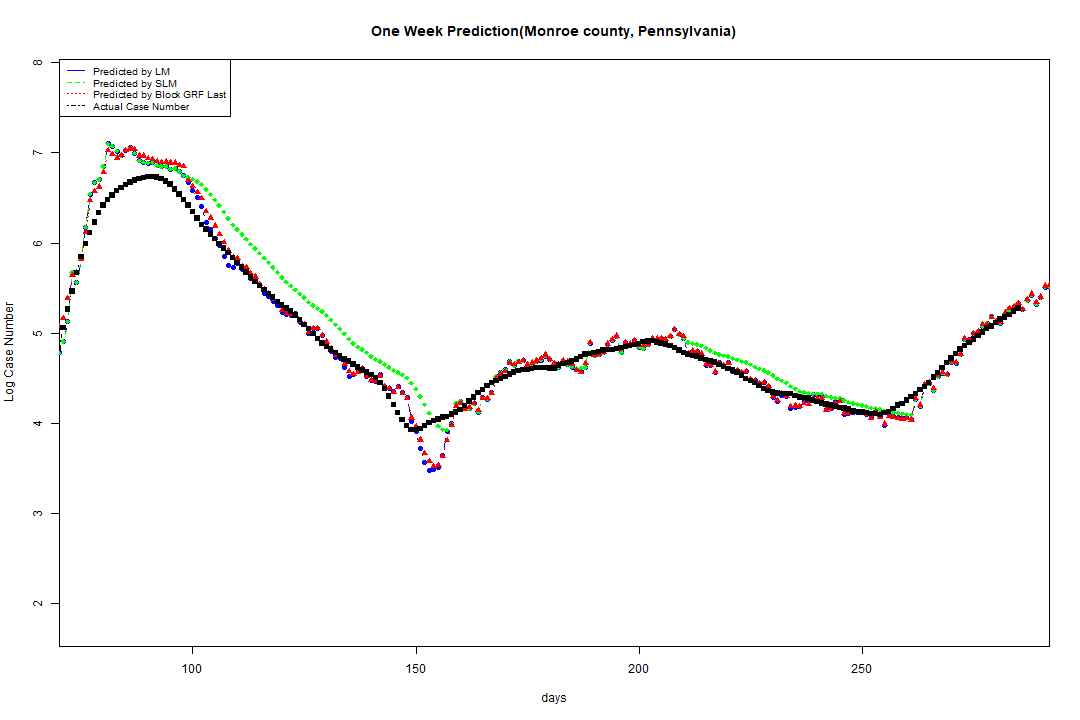 One Week Prediction(Monroe county, Pennsylvania)
Predicted by LM
Predicted by SLM
Predicted by Block GRF Last
Actual Case Number
8
7
6
5
4
3
2
Log Case Number
100 150 200 250
days